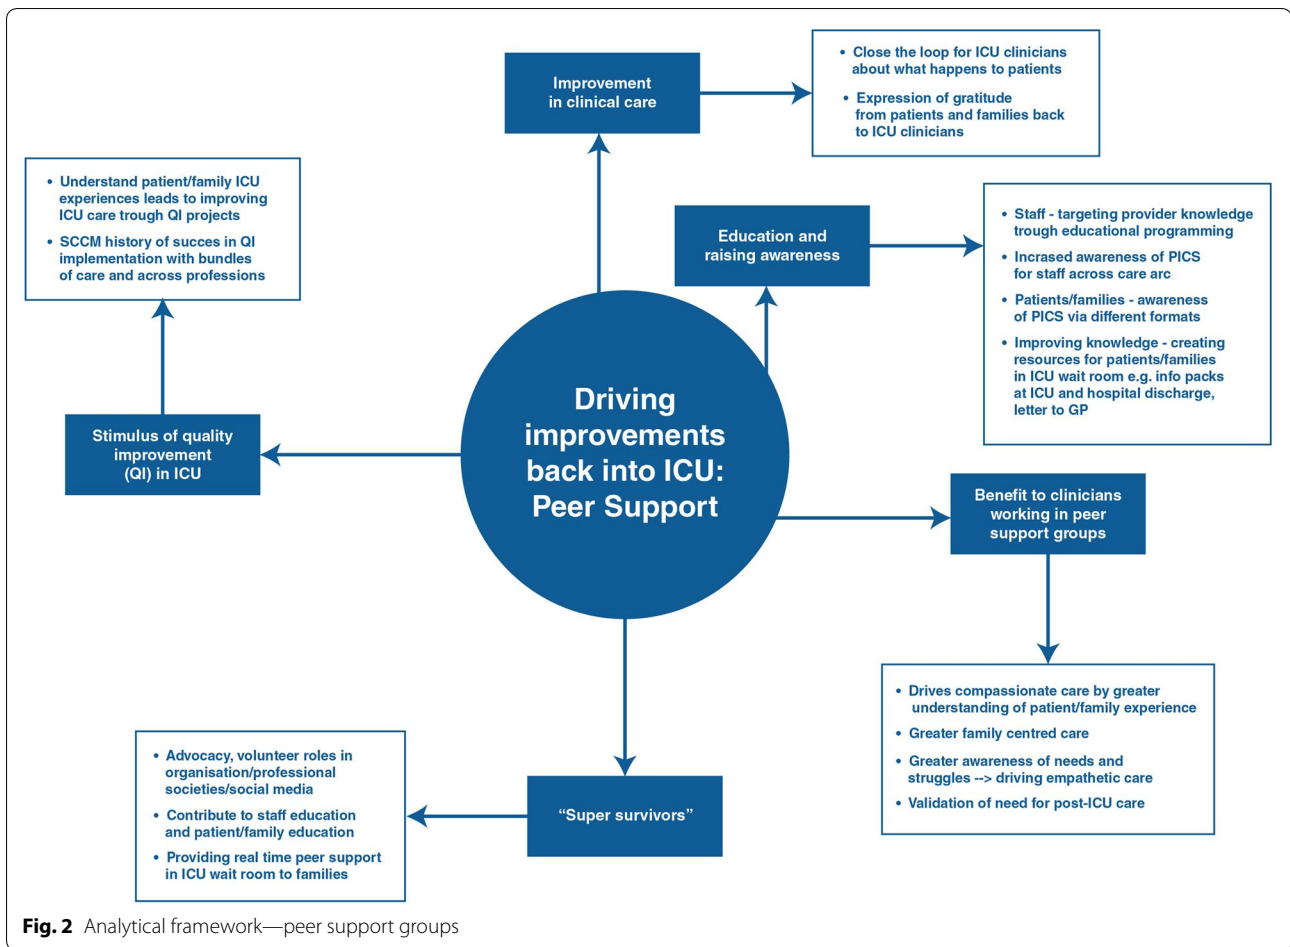 Improvement
in clinical care
• Close the loop for ICU clinicians
about what happens to patients
• Expression of gratitude
from patients and families back
to ICU clinicians
Education and
raising awareness
• Staff - targeting provider knowledge
trough educational programming
• Incrased awareness of PICS
for staff across care arc
• Patients/families - awareness
of PICS via different formats
• Improving knowledge - creating
resources for patients/families
in ICU wait room e.g. info packs
at ICU and hospital discharge,
letter to GP
• Understand patient/family ICU
experiences leads to improving
ICU care trough QI projects
• SCCM history of succes in QI
implementation with bundles
of care and across professions
Stimulus of quality
improvement
(QI) in ICU
Driving
improvements
back into ICU:
Peer Support
Benefit to clinicians
working in peer
support groups
• Drives compassionate care by greater
understanding of patient/family experience
• Greater family centred care
• Greater awareness of needs and
struggles --> driving empathetic care
• Validation of need for post-ICU care
“Super survivors”
• Advocacy, volunteer roles in
organisation/professional
societies/social media
• Contribute to staff education
and patient/family education
• Providing real time peer support
in ICU wait room to families
Fig. 2 Analytical framework—peer support groups